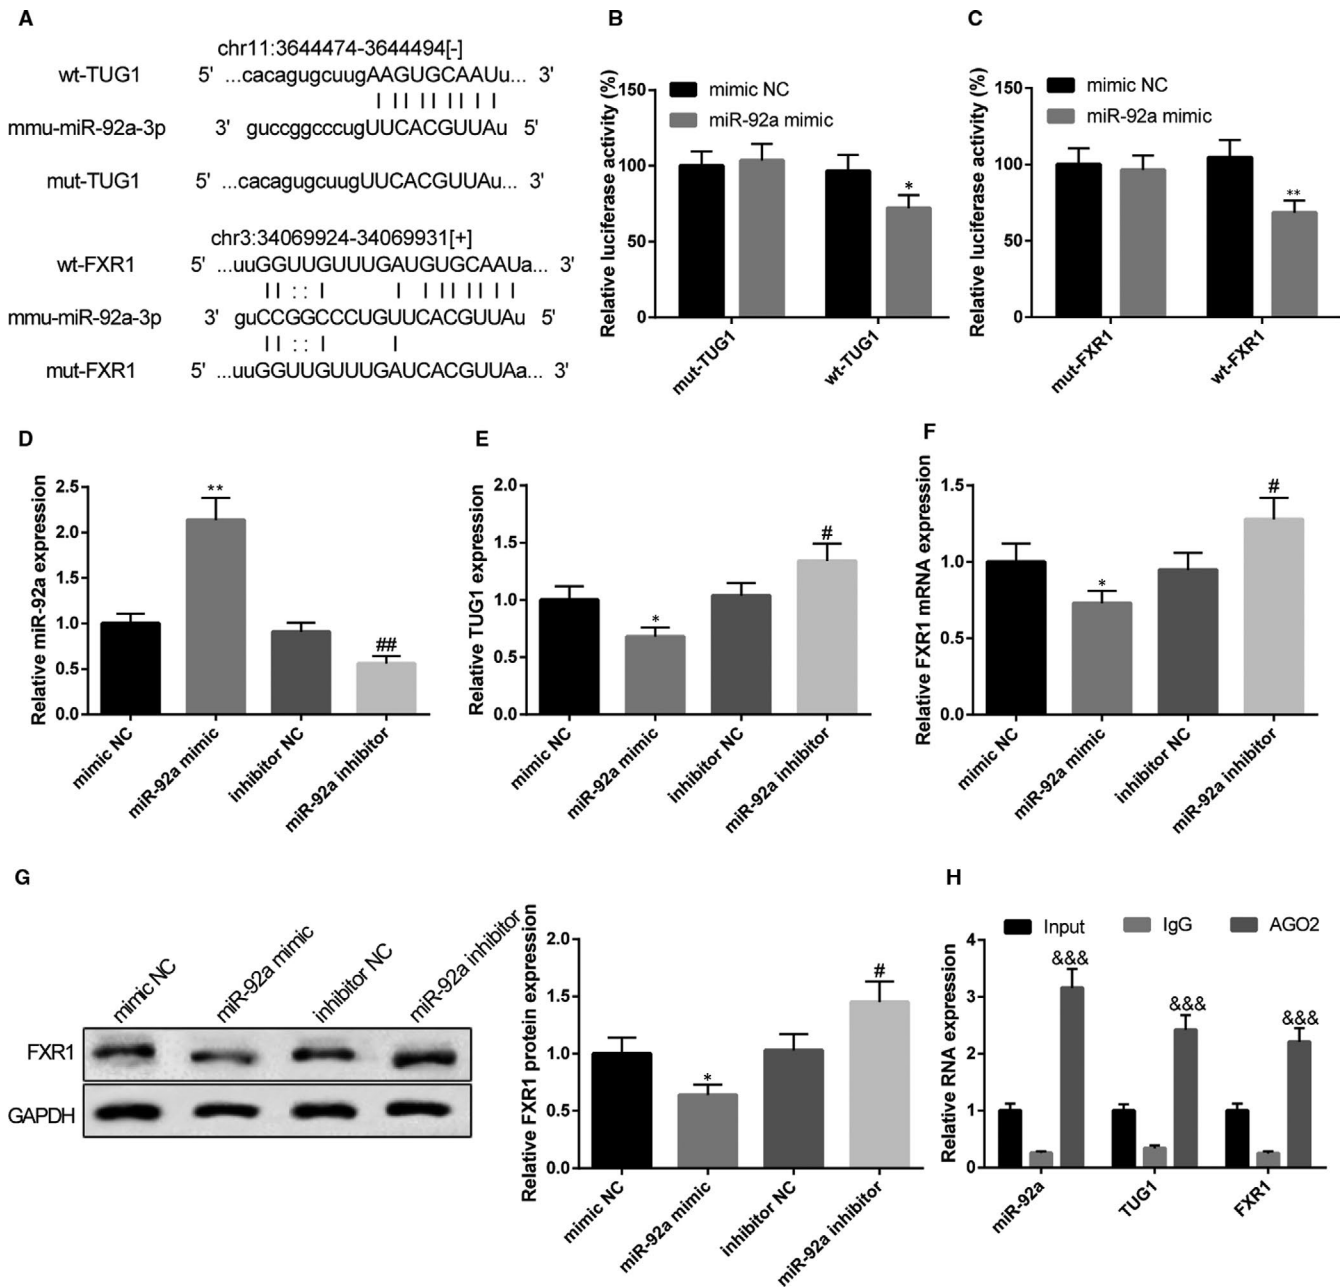 A
chr11:3644474-3644494[-]
wt-TUG1 5' ...cacagugcuugAAGUGCAAUu... 3'
mmu-miR-92a-3p 3' guccggcccugUUCACGUUAu 5'
mut-TUG1 5' ...cacagugcuugUUCACGUUAu... 3'
chr3:34069924-34069931[+]
wt-FXR1 5' ...uuGGUUGUUUGAUGUGCAAUa... 3'
mmu-miR-92a-3p 3' guCCGGCCCUGUUCACGUUAu 5'
mut-FXR1 5' ...uuGGUUGUUUGAUCACGUUAa... 3'
B
Relative luciferase activity (%)
150
100
50
0
mimic NC
miR-92a mimic
*
mut-TUG1
wt-TUG1
C
Relative luciferase activity (%)
150
100
50
0
mimic NC
miR-92a mimic
**
mut-FXR1
wt-FXR1
D
Relative miR-92a expression
2.5
2.0
1.5
1.0
0.5
0.0
**
##
mimic NC
miR-92a mimic
inhibitor NC
miR-92a inhibitor
E
Relative TUG1 expression
2.0
1.5
1.0
0.5
0.0
*
#
mimic NC
miR-92a mimic
inhibitor NC
miR-92a inhibitor
F
Relative FXR1 mRNA expression
1.5
1.0
0.5
0.0
*
#
mimic NC
miR-92a mimic
inhibitor NC
miR-92a inhibitor
G
mimic NC
miR-92a mimic
inhibitor NC
miR-92a inhibitor
FXR1
GAPDH
Relative FXR1 protein expression
2.0
1.5
1.0
0.5
0.0
*
#
mimic NC
miR-92a mimic
inhibitor NC
miR-92a inhibitor
H
Input
IgG
AGO2
Relative RNA expression
4
3
2
1
0
&&&
&&&
&&&
miR-92a
TUG1
FXR1